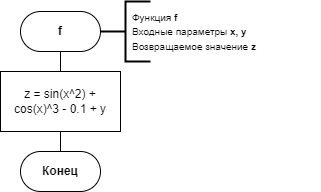 f
Функция f
Входные параметры x, y
Возвращаемое значение z
z = sin(x^2) +
cos(x)^3 - 0.1 + y
Конец